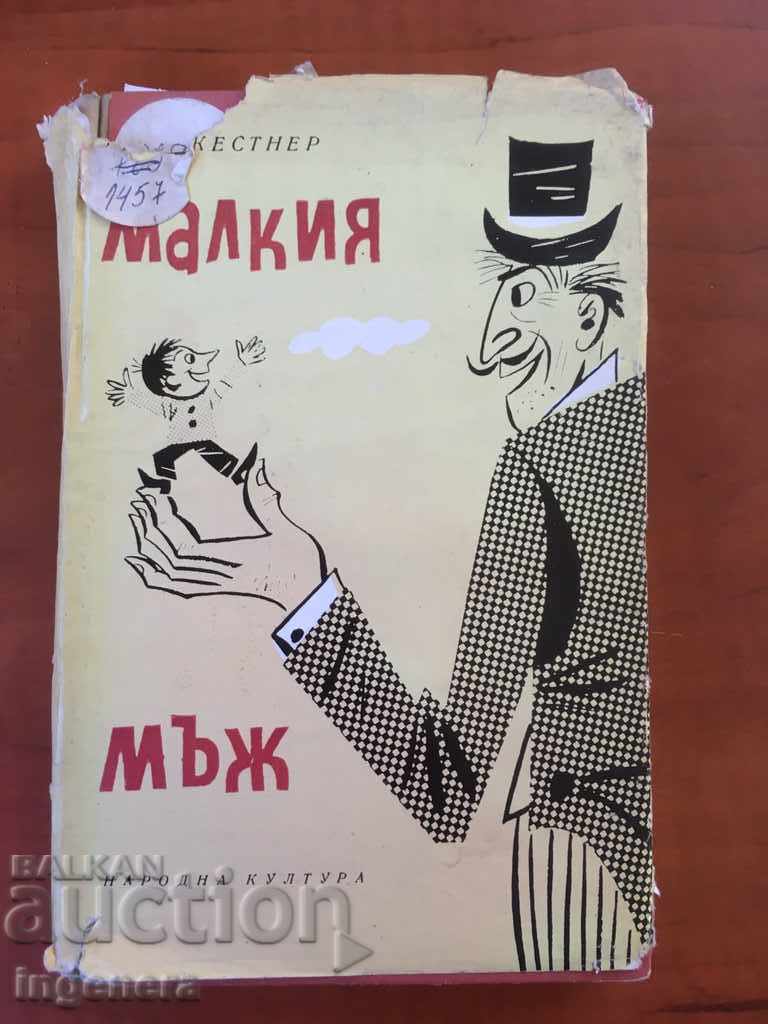 КЕСТНЕР
1457
малкия
мъж
НАРОДНА КУЛТУРА
BALKAN
auction
ingenera